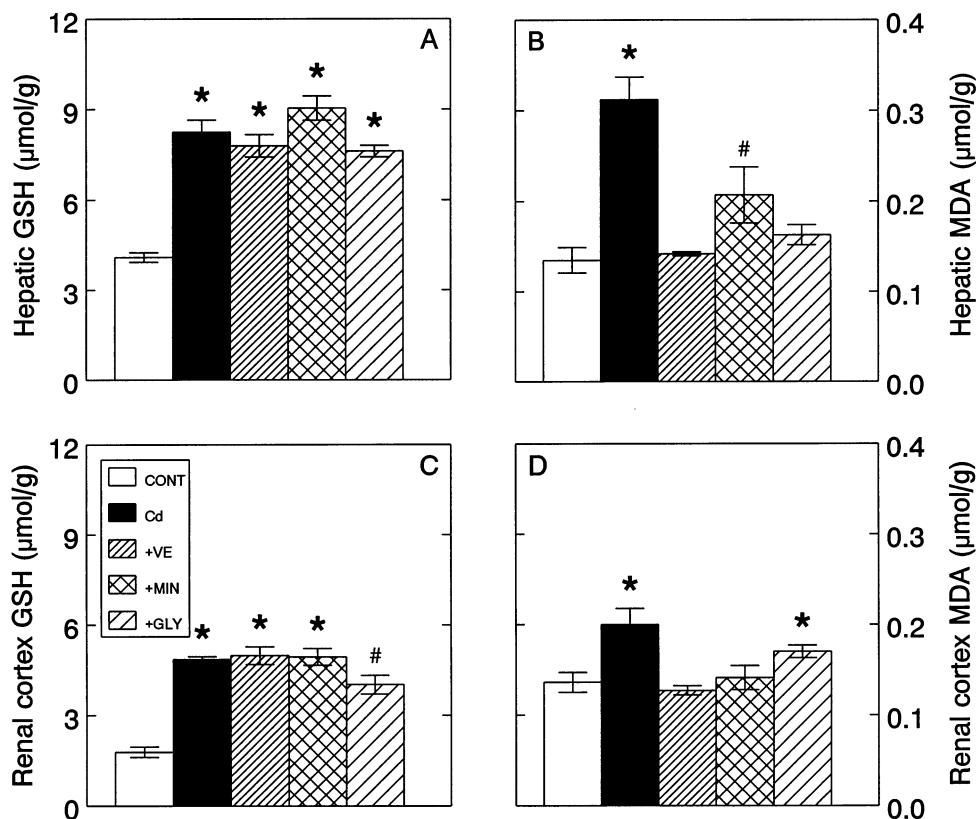 12
9
6
3
0
Hepatic GSH (µmol/g)
A
*
*
*
*
B
*
#
0.4
0.3
0.2
0.1
0.0
Hepatic MDA (µmol/g)
12
9
6
3
0
Renal cortex GSH (µmol/g)
C
CONT
Cd
+VE
+MIN
+GLY
*
*
*
#
D
*
*
0.4
0.3
0.2
0.1
0.0
Renal cortex MDA (µmol/g)